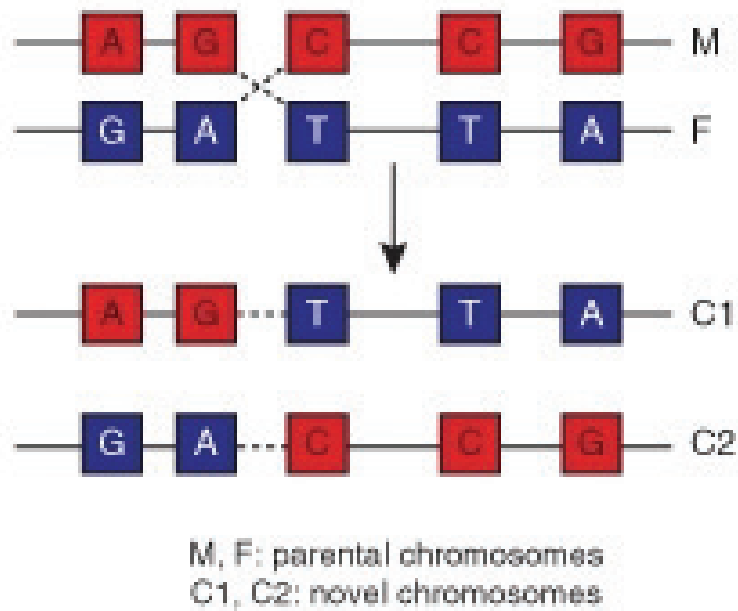 A G C C G M
G A T T A F
A G T T A C1
G A C C G C2
M, F: parental chromosomes
C1, C2: novel chromosomes